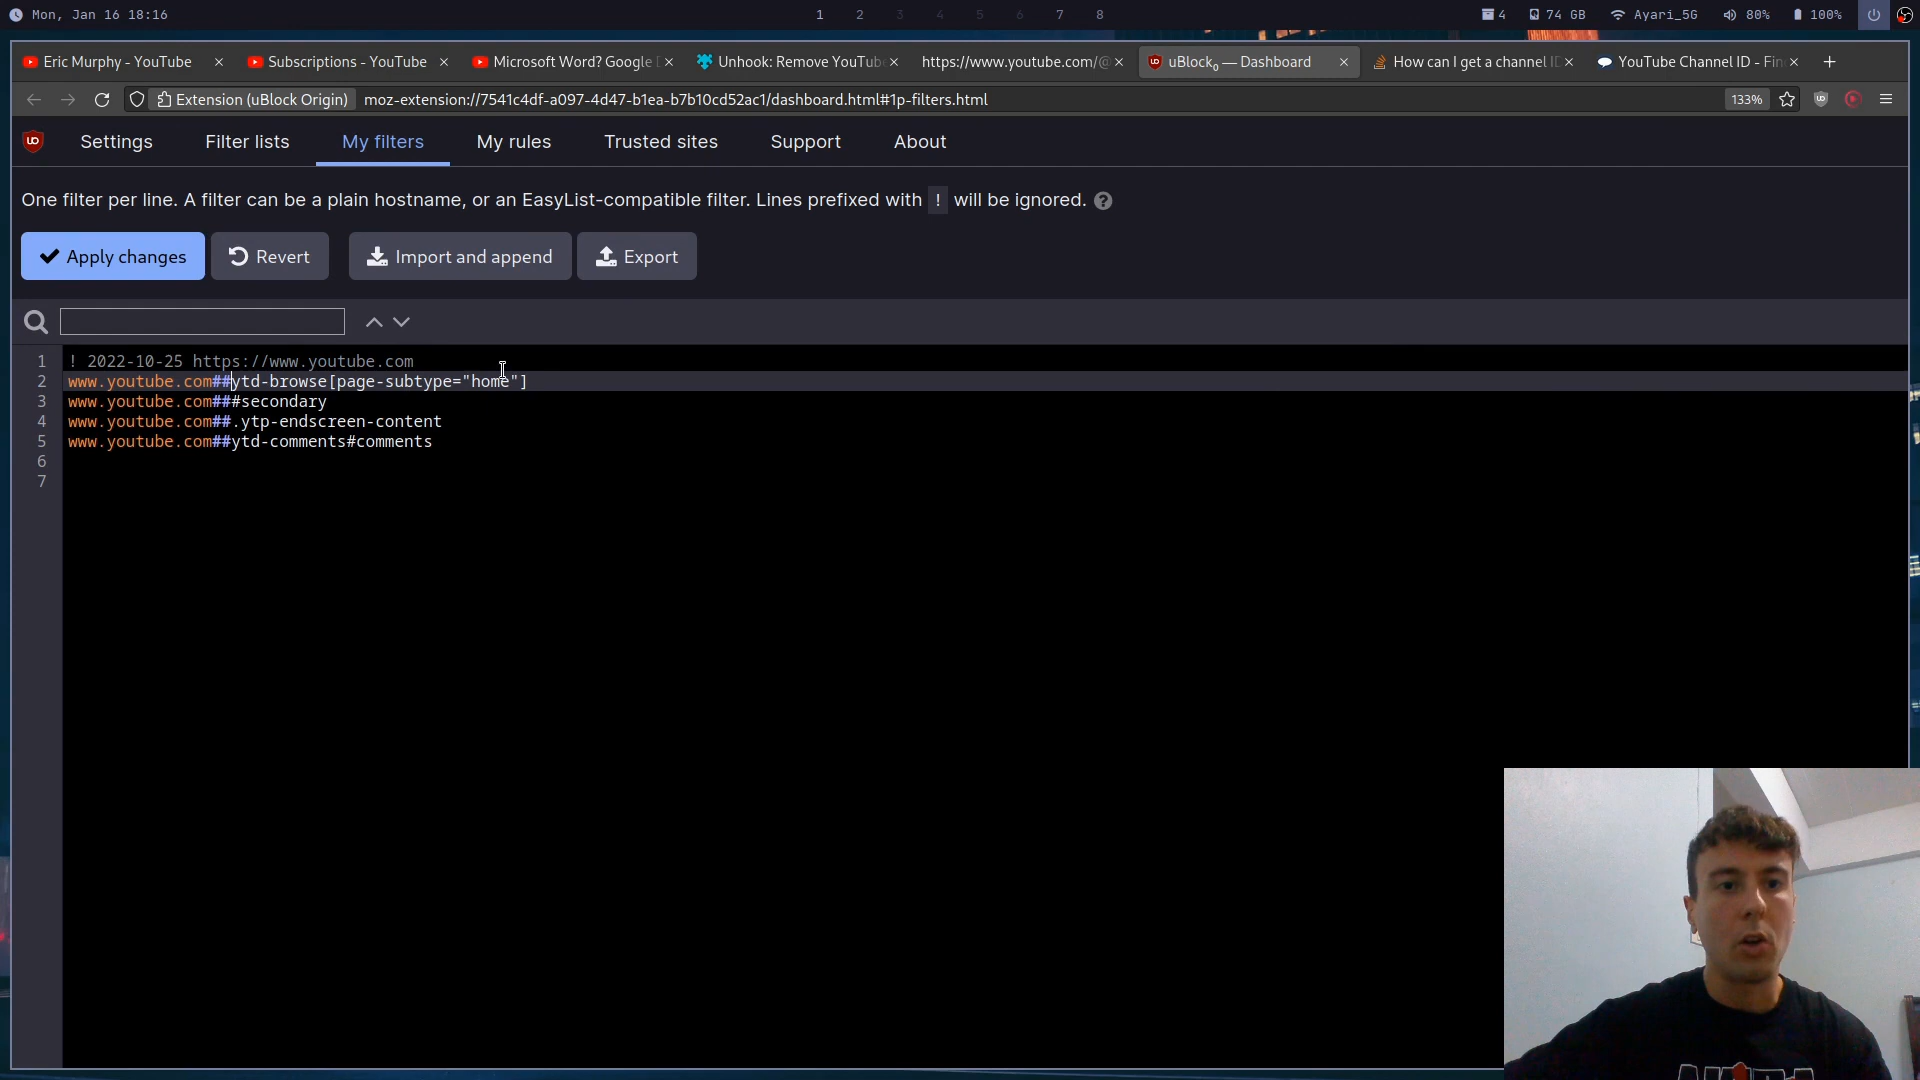 Mon, Jan 16 18:16
1 2 3 4 5 6 7 8
4 74 GB Ayari_5G 80% 100%
Eric Murphy - YouTube
Subscriptions - YouTube
Microsoft Word? Google
Unhook: Remove YouTub
https://www.youtube.com/@
uBlock₀ — Dashboard
How can I get a channel I
YouTube Channel ID - Fin
Extension (uBlock Origin) moz-extension://7541c4df-a097-4d47-b1ea-b7b10cd52ac1/dashboard.html#1p-filters.html 133%
Settings Filter lists My filters My rules Trusted sites Support About
One filter per line. A filter can be a plain hostname, or an EasyList-compatible filter. Lines prefixed with ! will be ignored.
Apply changes Revert Import and append Export
1 ! 2022-10-25 https://www.youtube.com
2 www.youtube.com##ytd-browse[page-subtype="home"]
3 www.youtube.com###secondary
4 www.youtube.com##.ytp-endscreen-content
5 www.youtube.com##ytd-comments#comments
6
7